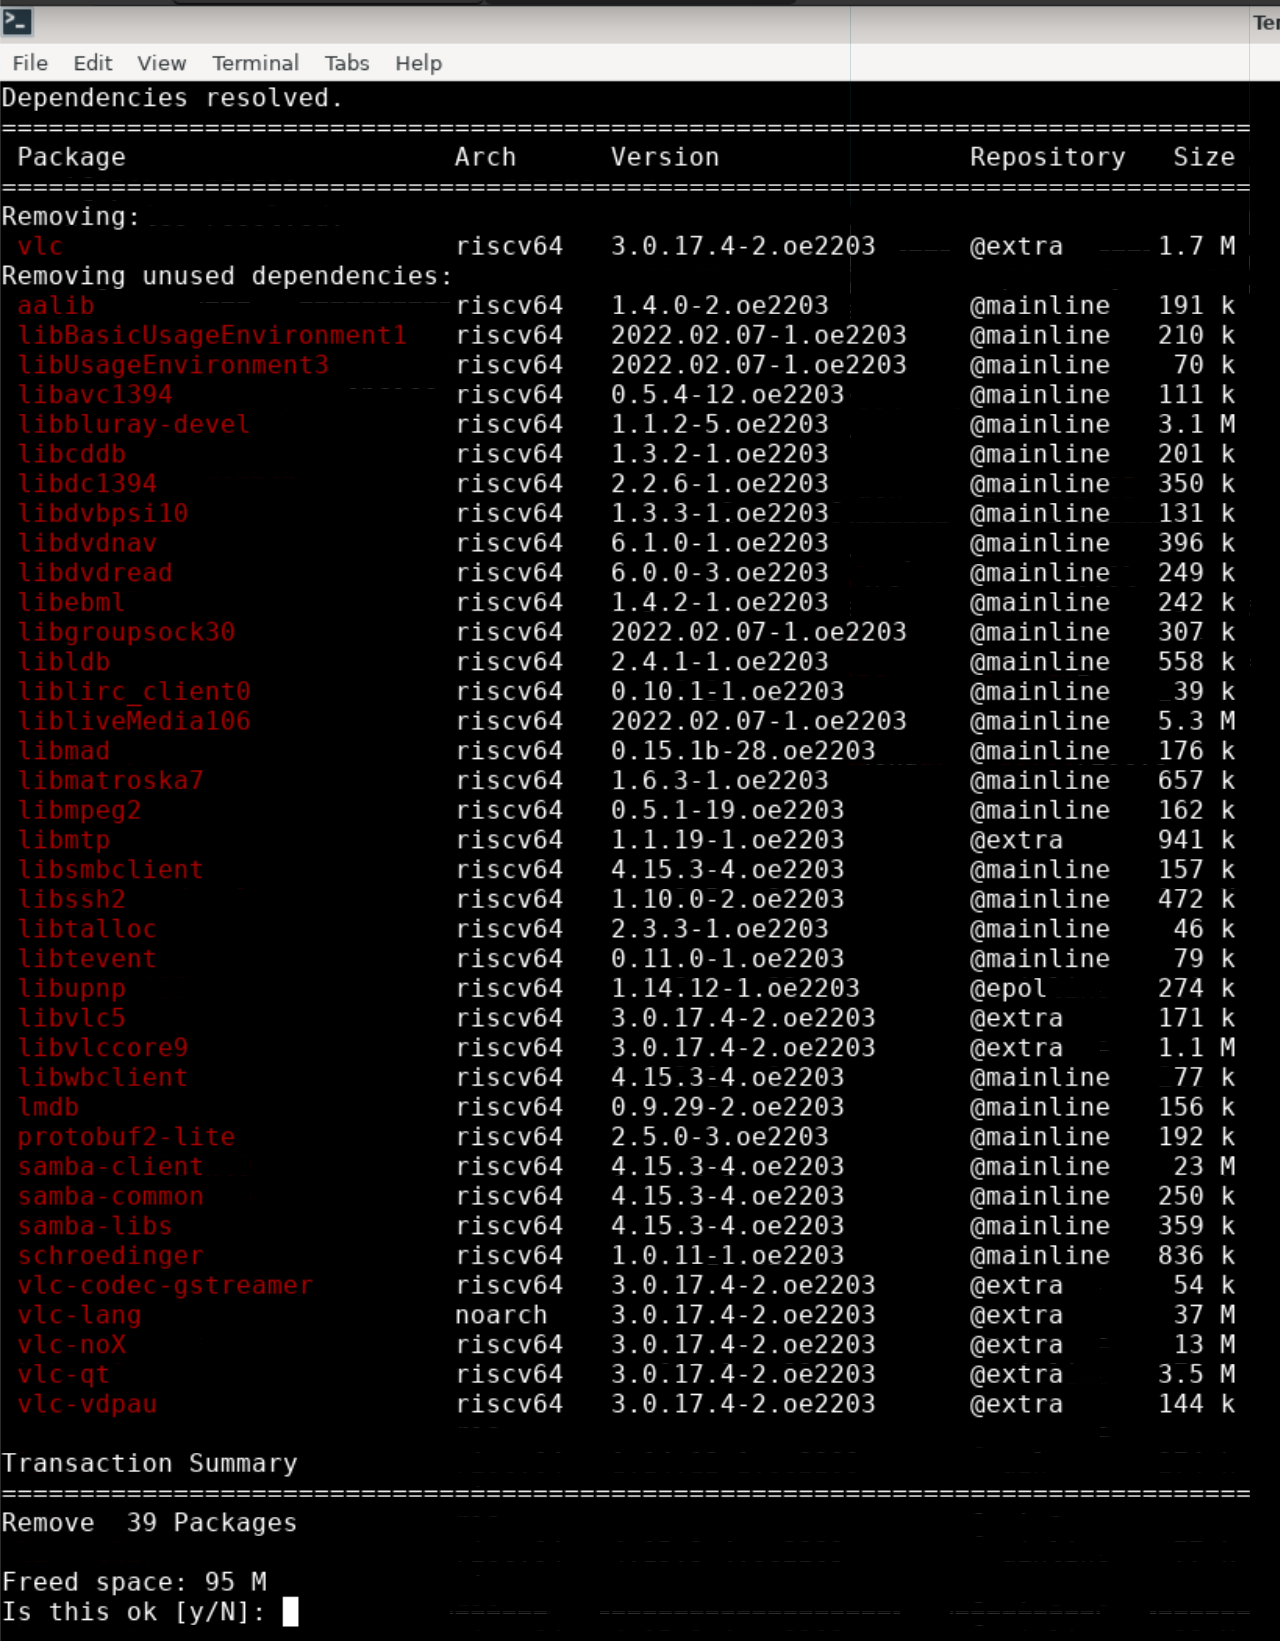 Ter
File Edit View Terminal Tabs Help
Dependencies resolved.
================================================================================
 Package                    Arch      Version                Repository   Size
================================================================================
Removing:
 vlc                        riscv64   3.0.17.4-2.oe2203      @extra      1.7 M
Removing unused dependencies:
 aalib                      riscv64   1.4.0-2.oe2203         @mainline   191 k
 libBasicUsageEnvironment1  riscv64   2022.02.07-1.oe2203    @mainline   210 k
 libUsageEnvironment3       riscv64   2022.02.07-1.oe2203    @mainline    70 k
 libavc1394                 riscv64   0.5.4-12.oe2203        @mainline   111 k
 libbluray-devel            riscv64   1.1.2-5.oe2203         @mainline   3.1 M
 libcddb                    riscv64   1.3.2-1.oe2203         @mainline   201 k
 libdc1394                  riscv64   2.2.6-1.oe2203         @mainline   350 k
 libdvbpsi10                riscv64   1.3.3-1.oe2203         @mainline   131 k
 libdvdnav                  riscv64   6.1.0-1.oe2203         @mainline   396 k
 libdvdread                 riscv64   6.0.0-3.oe2203         @mainline   249 k
 libebml                    riscv64   1.4.2-1.oe2203         @mainline   242 k
 libgroupsock30             riscv64   2022.02.07-1.oe2203    @mainline   307 k
 libldb                     riscv64   2.4.1-1.oe2203         @mainline   558 k
 liblirc_client0            riscv64   0.10.1-1.oe2203        @mainline    39 k
 libliveMedia106            riscv64   2022.02.07-1.oe2203    @mainline   5.3 M
 libmad                     riscv64   0.15.1b-28.oe2203      @mainline   176 k
 libmatroska7               riscv64   1.6.3-1.oe2203         @mainline   657 k
 libmpeg2                   riscv64   0.5.1-19.oe2203        @mainline   162 k
 libmtp                     riscv64   1.1.19-1.oe2203        @extra      941 k
 libsmbclient               riscv64   4.15.3-4.oe2203        @mainline   157 k
 libssh2                    riscv64   1.10.0-2.oe2203        @mainline   472 k
 libtalloc                  riscv64   2.3.3-1.oe2203         @mainline    46 k
 libtevent                  riscv64   0.11.0-1.oe2203        @mainline    79 k
 libupnp                    riscv64   1.14.12-1.oe2203       @epol       274 k
 libvlc5                    riscv64   3.0.17.4-2.oe2203      @extra      171 k
 libvlccore9                riscv64   3.0.17.4-2.oe2203      @extra      1.1 M
 libwbclient                riscv64   4.15.3-4.oe2203        @mainline    77 k
 lmdb                       riscv64   0.9.29-2.oe2203        @mainline   156 k
 protobuf2-lite             riscv64   2.5.0-3.oe2203         @mainline   192 k
 samba-client               riscv64   4.15.3-4.oe2203        @mainline    23 M
 samba-common               riscv64   4.15.3-4.oe2203        @mainline   250 k
 samba-libs                 riscv64   4.15.3-4.oe2203        @mainline   359 k
 schroedinger               riscv64   1.0.11-1.oe2203        @mainline   836 k
 vlc-codec-gstreamer        riscv64   3.0.17.4-2.oe2203      @extra       54 k
 vlc-lang                   noarch    3.0.17.4-2.oe2203      @extra       37 M
 vlc-noX                    riscv64   3.0.17.4-2.oe2203      @extra       13 M
 vlc-qt                     riscv64   3.0.17.4-2.oe2203      @extra      3.5 M
 vlc-vdpau                  riscv64   3.0.17.4-2.oe2203      @extra      144 k
Transaction Summary
================================================================================
Remove  39 Packages
Freed space: 95 M
Is this ok [y/N]: